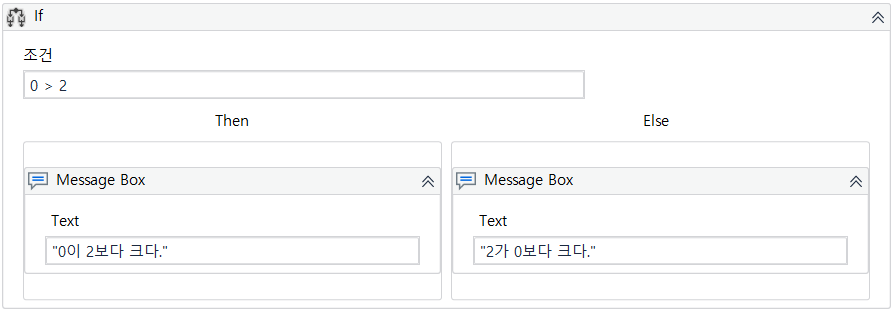 If
조건
0 > 2
Then
Else
Message Box
Message Box
Text
Text
"0이 2보다 크다."
"2가 0보다 크다."